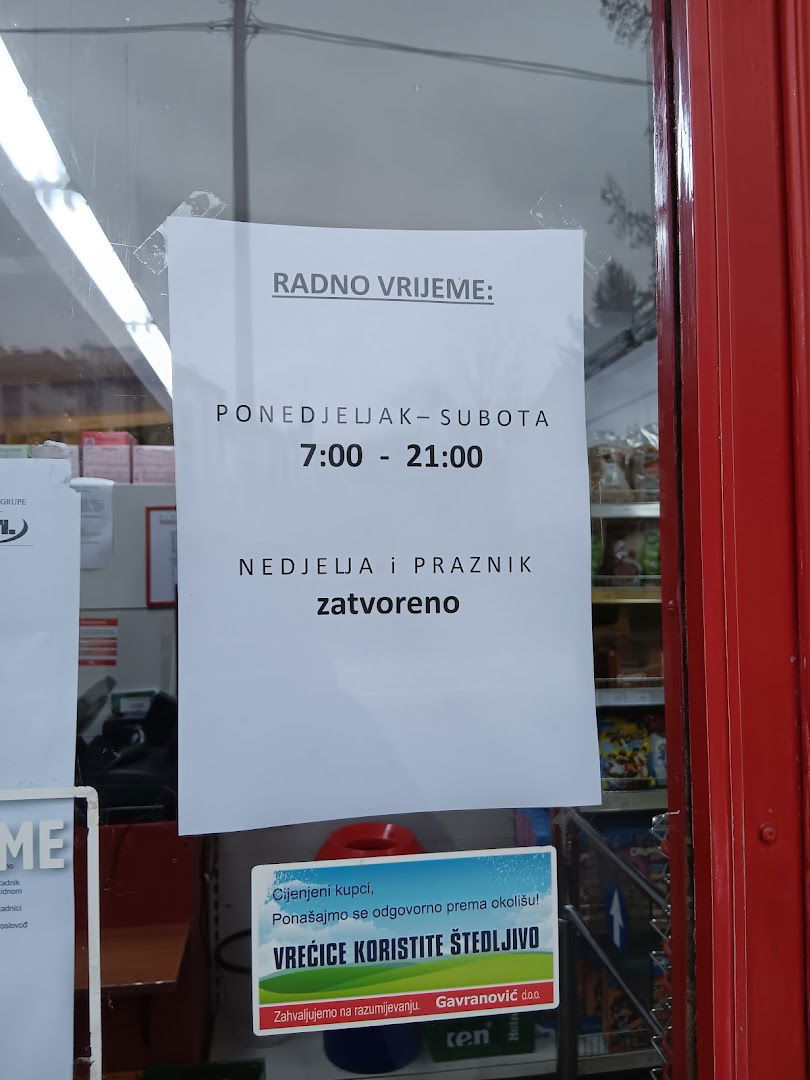 RADNO VRIJEME:
PONEDJELJAK – SUBOTA
7:00 - 21:00
NEDJELJA i PRAZNIK
zatvoreno
GRUPE
ME
Cijenjeni kupci,
Ponašajmo se odgovorno prema okolišu!
VREĆICE KORISTITE ŠTEDLJIVO
Zahvaljujemo na razumijevanju. Gavranović d.o.o.